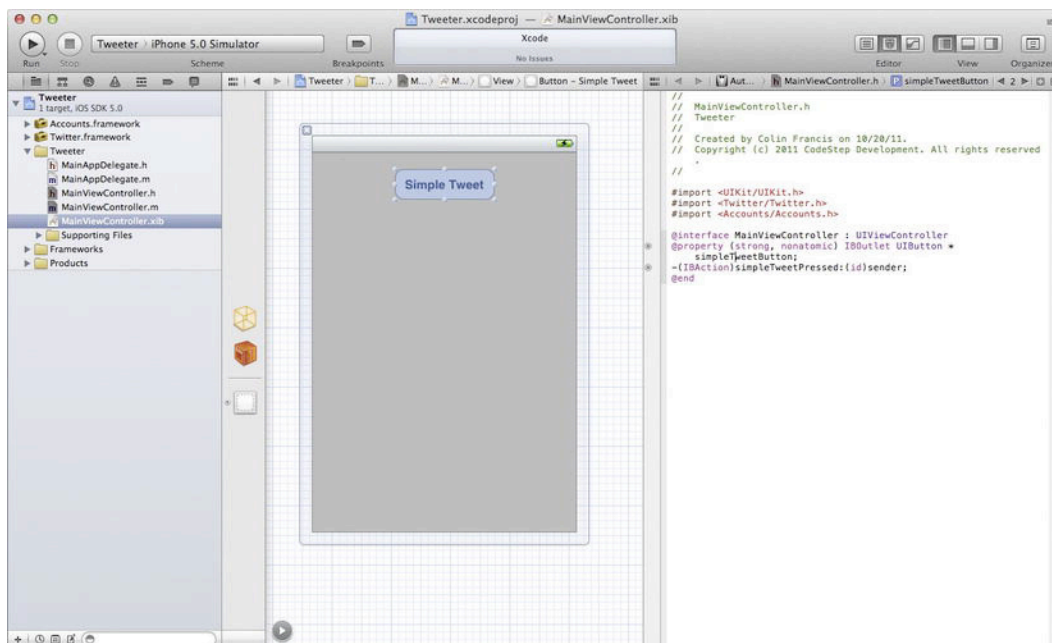 Tweeter.xcodeproj — MainViewController.xib
Run Stop
Tweeter › iPhone 5.0 Simulator
Scheme
Breakpoints
Xcode
No Issues
Editor
View
Organizer
Tweeter
1 target, iOS SDK 5.0
Accounts.framework
Twitter.framework
Tweeter
h MainAppDelegate.h
m MainAppDelegate.m
h MainViewController.h
m MainViewController.m
MainViewController.xib
Supporting Files
Frameworks
Products
Tweeter › T... › M... › M... › View › Button - Simple Tweet
Simple Tweet
Aut... › h MainViewController.h › P simpleTweetButton 2
//
// MainViewController.h
// Tweeter
//
// Created by Colin Francis on 10/20/11.
// Copyright (c) 2011 CodeStep Development. All rights reserved
.
//
#import <UIKit/UIKit.h>
#import <Twitter/Twitter.h>
#import <Accounts/Accounts.h>
@interface MainViewController : UIViewController
@property (strong, nonatomic) IBOutlet UIButton *
simpleTweetButton;
-(IBAction)simpleTweetPressed:(id)sender;
@end